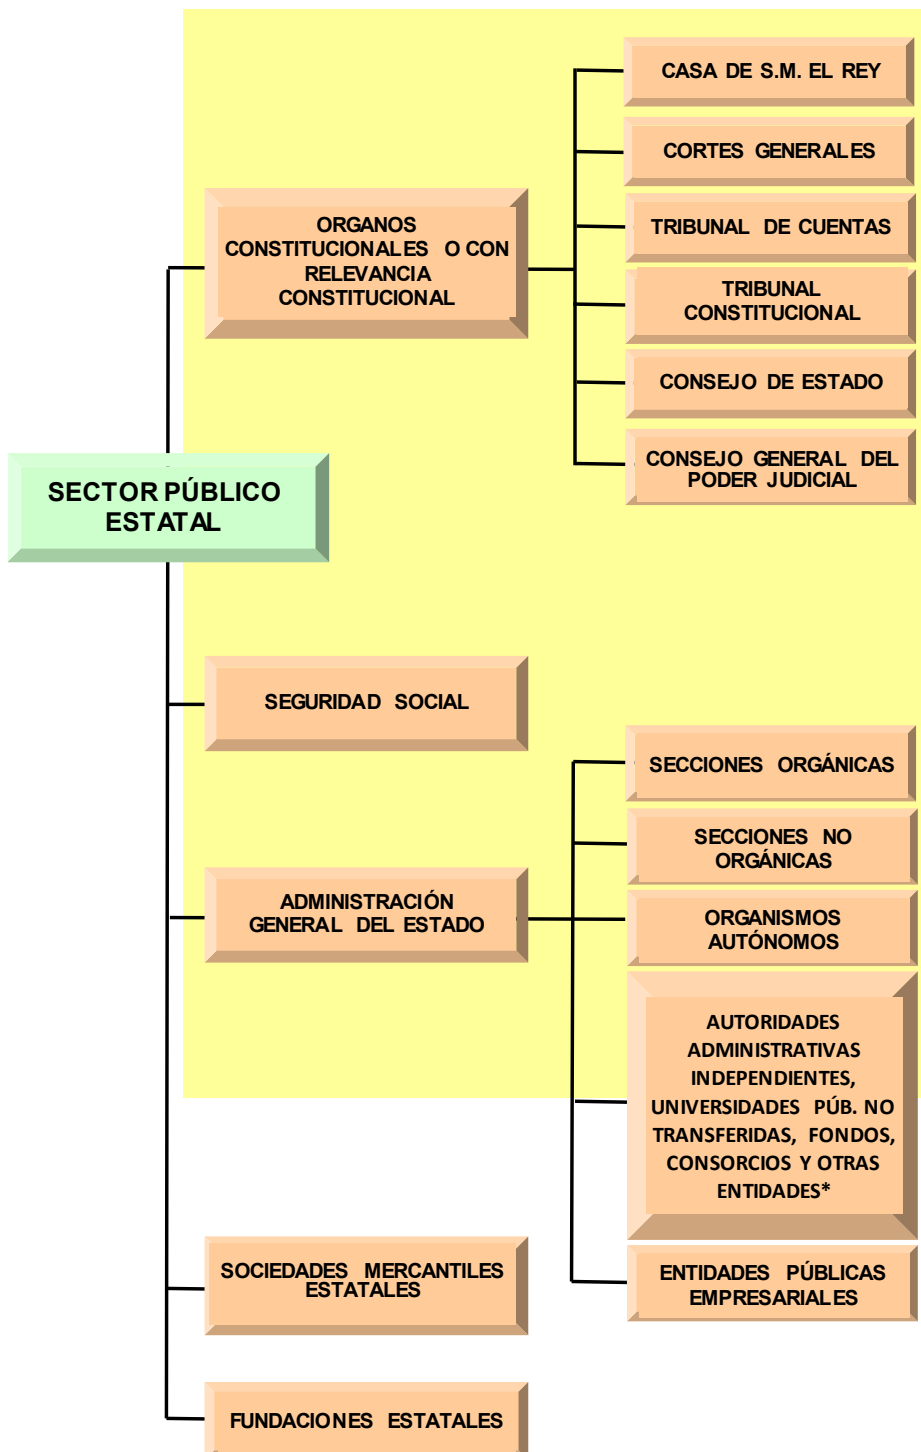 CASA DE S.M. EL REY
CORTES GENERALES
TRIBUNAL DE CUENTAS
TRIBUNAL
CONSTITUCIONAL
CONSEJO DE ESTADO
CONSEJO GENERAL DEL
PODER JUDICIAL
ORGANOS
CONSTITUCIONALES O CON
RELEVANCIA
CONSTITUCIONAL
SECTOR PÚBLICO
ESTATAL
SEGURIDAD SOCIAL
ADMINISTRACIÓN
GENERAL DEL ESTADO
SECCIONES ORGÁNICAS
SECCIONES NO
ORGÁNICAS
ORGANISMOS
AUTÓNOMOS
AUTORIDADES
ADMINISTRATIVAS
INDEPENDIENTES,
UNIVERSIDADES PÚB. NO
TRANSFERIDAS, FONDOS,
CONSORCIOS Y OTRAS
ENTIDADES*
ENTIDADES PÚBLICAS
EMPRESARIALES
SOCIEDADES MERCANTILES
ESTATALES
FUNDACIONES ESTATALES